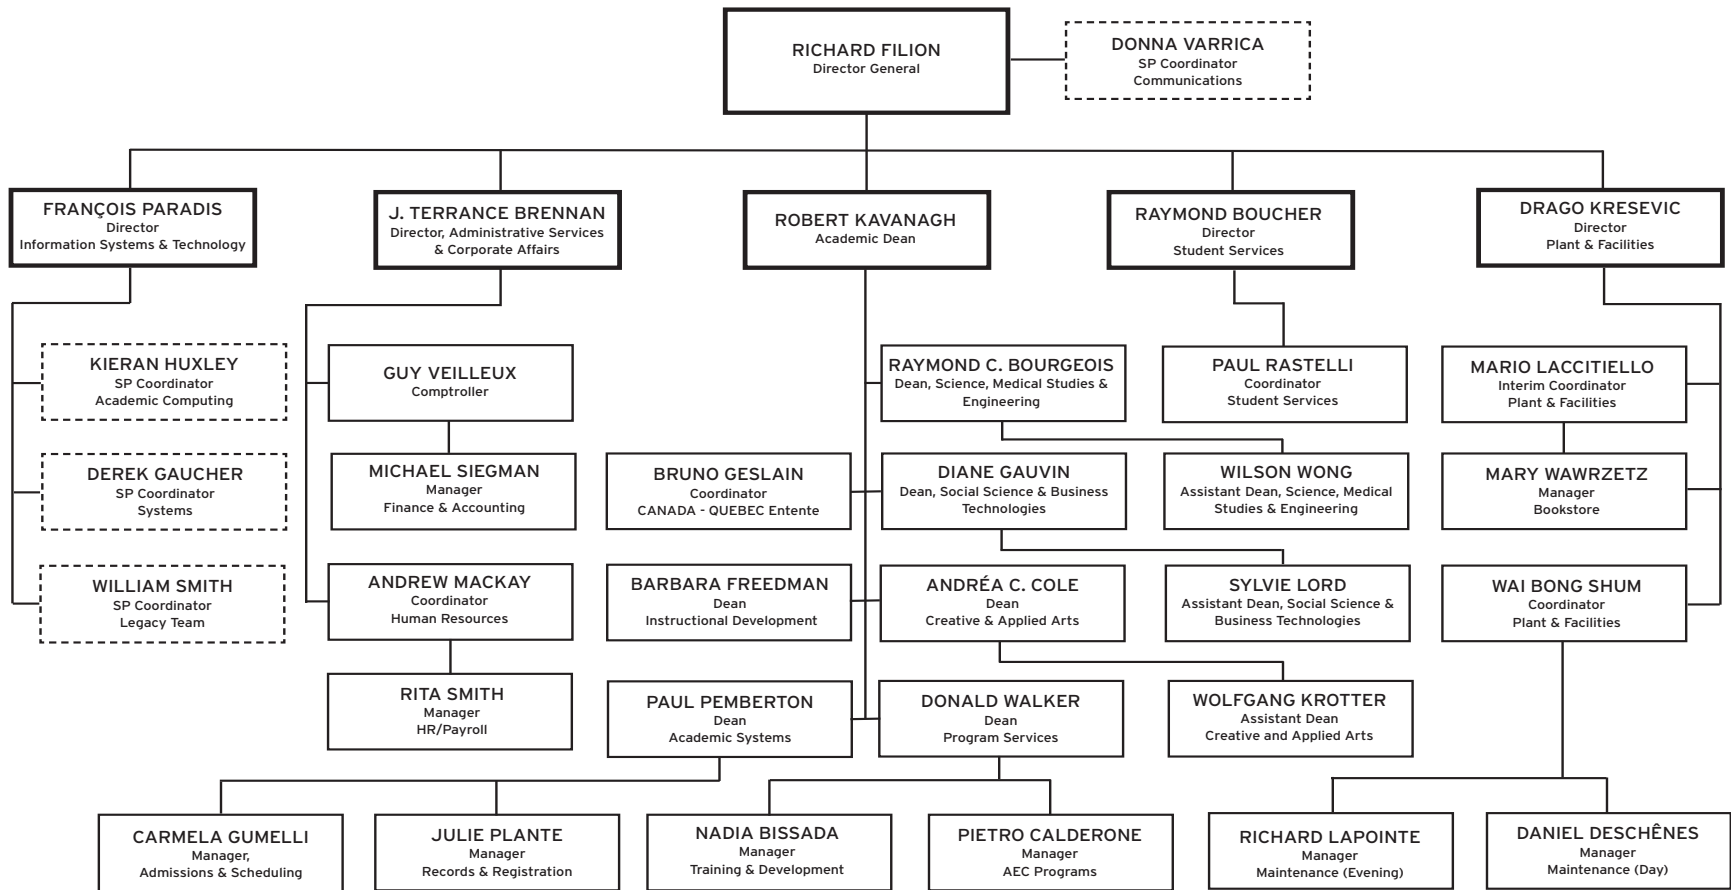 RICHARD FILION
Director General
DONNA VARRICA
SP Coordinator
Communications
FRANÇOIS PARADIS
Director
Information Systems & Technology
J. TERRANCE BRENNAN
Director, Administrative Services
& Corporate Affairs
ROBERT KAVANAGH
Academic Dean
RAYMOND BOUCHER
Director
Student Services
DRAGO KRESEVIC
Director
Plant & Facilities
KIERAN HUXLEY
SP Coordinator
Academic Computing
GUY VEILLEUX
Comptroller
RAYMOND C. BOURGEOIS
Dean, Science, Medical Studies &
Engineering
PAUL RASTELLI
Coordinator
Student Services
MARIO LACCITIELLO
Interim Coordinator
Plant & Facilities
DEREK GAUCHER
SP Coordinator
Systems
MICHAEL SIEGMAN
Manager
Finance & Accounting
BRUNO GESLAIN
Coordinator
CANADA - QUEBEC Entente
DIANE GAUVIN
Dean, Social Science & Business
Technologies
WILSON WONG
Assistant Dean, Science, Medical
Studies & Engineering
MARY WAWRZETZ
Manager
Bookstore
WILLIAM SMITH
SP Coordinator
Legacy Team
ANDREW MACKAY
Coordinator
Human Resources
BARBARA FREEDMAN
Dean
Instructional Development
ANDRÉA C. COLE
Dean
Creative & Applied Arts
SYLVIE LORD
Assistant Dean, Social Science &
Business Technologies
WAI BONG SHUM
Coordinator
Plant & Facilities
RITA SMITH
Manager
HR/Payroll
PAUL PEMBERTON
Dean
Academic Systems
DONALD WALKER
Dean
Program Services
WOLFGANG KROTTER
Assistant Dean
Creative and Applied Arts
CARMELA GUMELLI
Manager,
Admissions & Scheduling
JULIE PLANTE
Manager
Records & Registration
NADIA BISSADA
Manager
Training & Development
PIETRO CALDERONE
Manager
AEC Programs
RICHARD LAPOINTE
Manager
Maintenance (Evening)
DANIEL DESCHÊNES
Manager
Maintenance (Day)